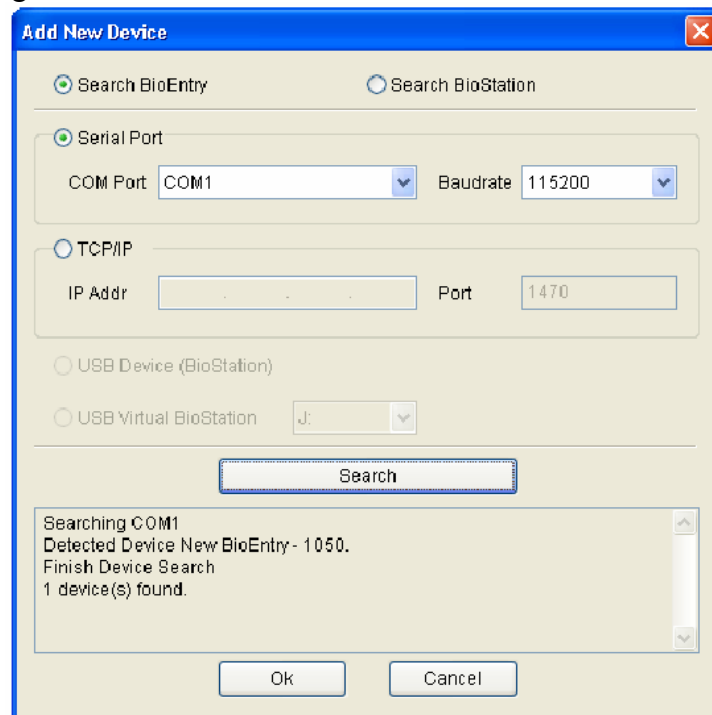 Add New Device
Search BioEntry Search BioStation
Serial Port
COM Port COM1 Baudrate 115200
TCP/IP
IP Addr . . . Port 1470
USB Device (BioStation)
USB Virtual BioStation J:
Search
Searching COM1
Detected Device New BioEntry - 1050.
Finish Device Search
1 device(s) found.
Ok Cancel